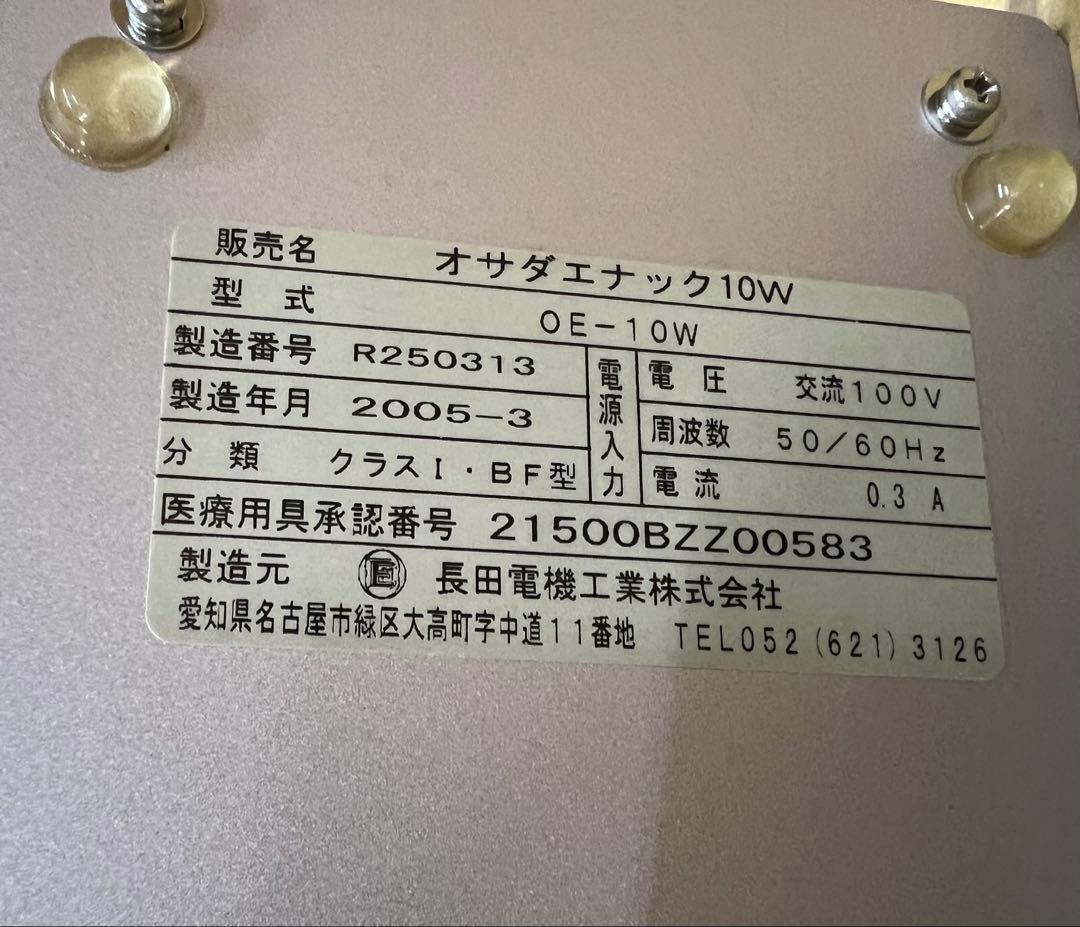 販売名 オサダエナック10W
型式 OE-10W
製造番号 R250313
製造年月 2005-3
分類 クラスⅠ・BF型
電源入力
電圧 交流100V
周波数 50/60Hz
電流 0.3A
医療用具承認番号 21500BZZ00583
製造元 長田電機工業株式会社
愛知県名古屋市緑区大高町字中道11番地 TEL052(621)3126